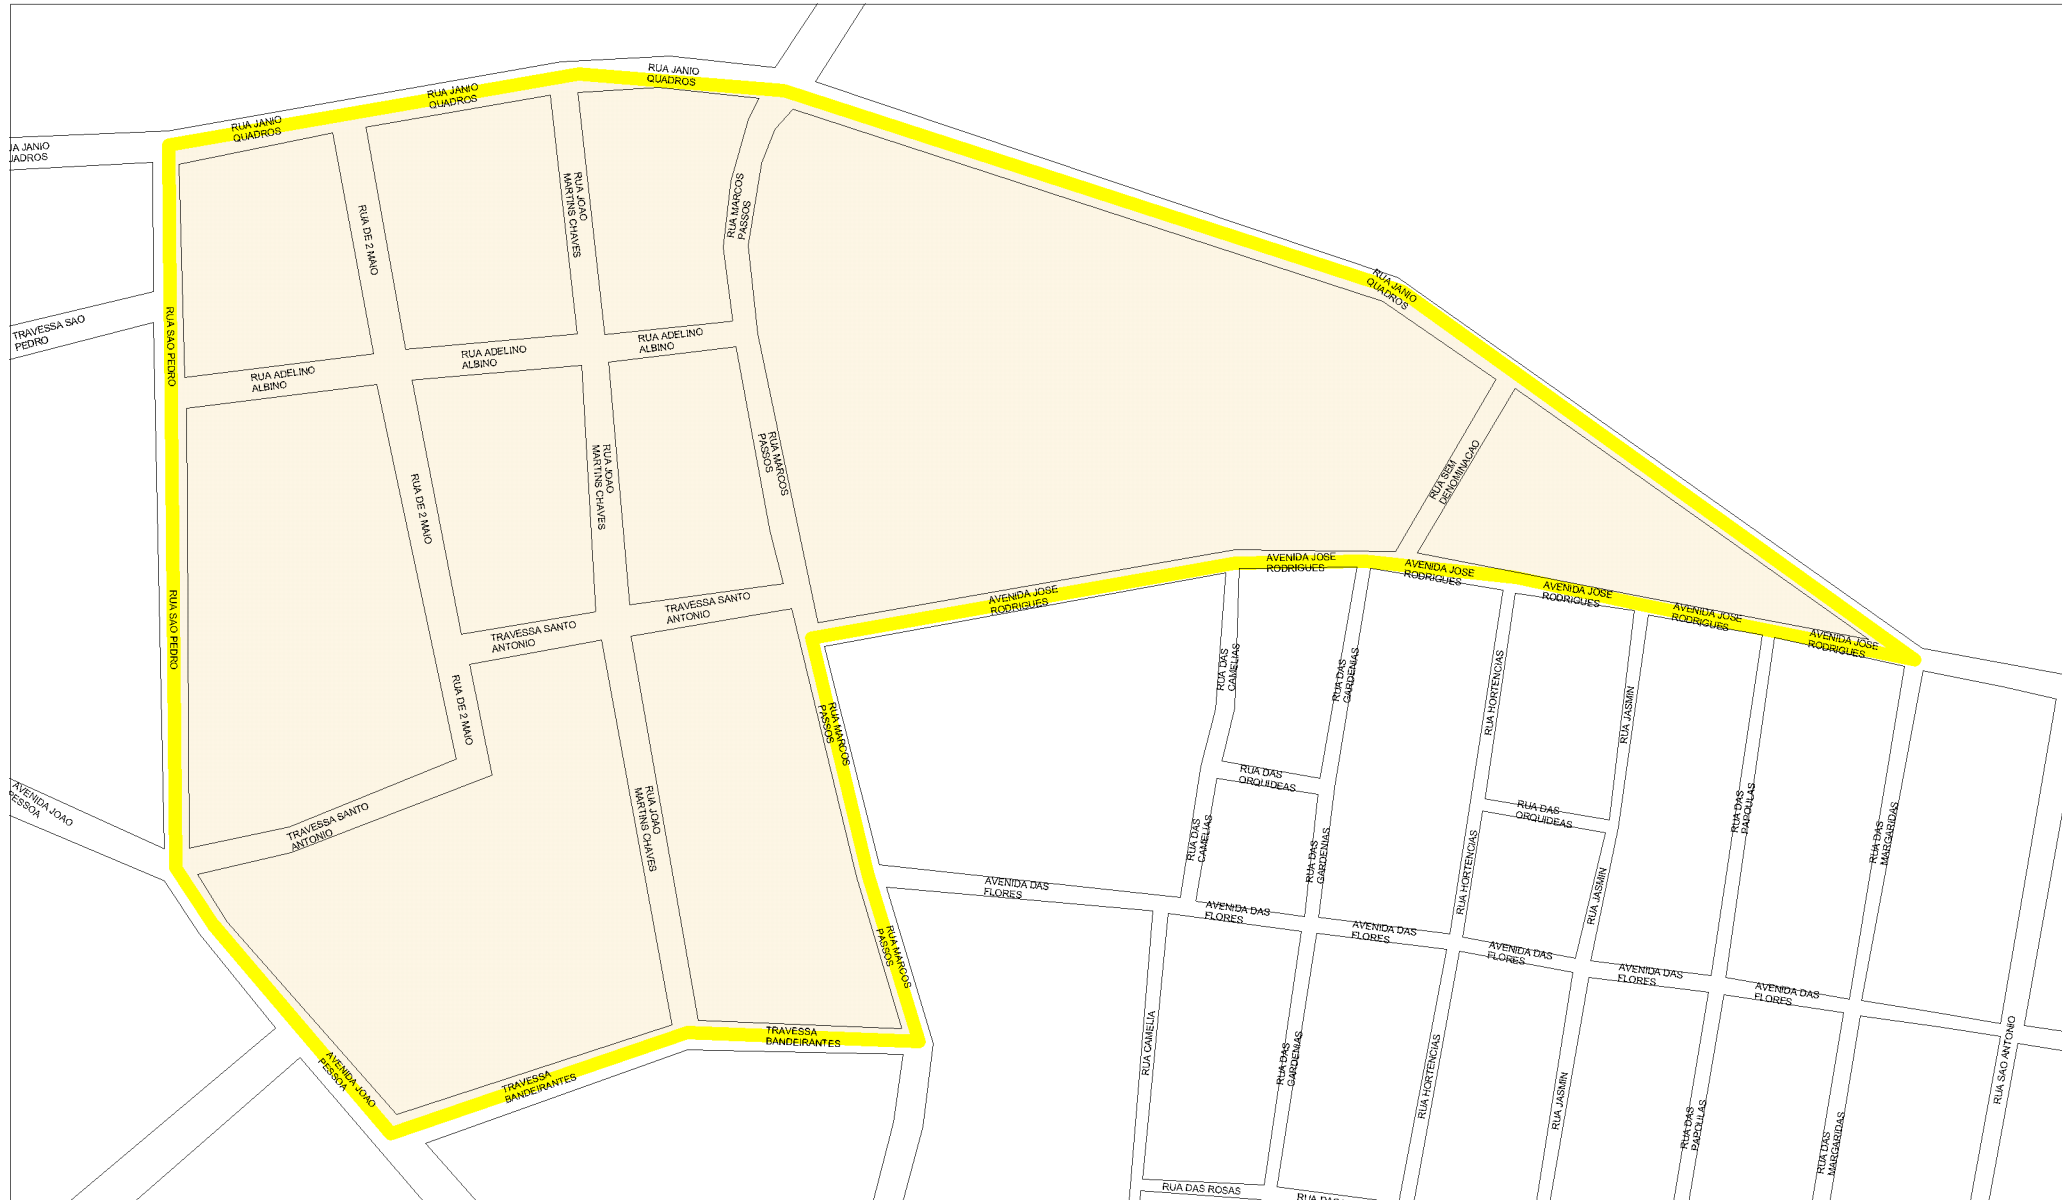 RUA JANIO
QUADROS
RUA JANIO
QUADROS
RUA JANIO
QUADROS
JA JANIO
JADROS
RUA JOAO
MARTINS CHAVES
RUA MARCOS
PASSOS
RUA DE 2 MAIO
RUA JANIO
QUADROS
TRAVESSA SAO
PEDRO
RUA SAO PEDRO
RUA ADELINO
ALBINO
RUA ADELINO
ALBINO
RUA ADELINO
ALBINO
RUA DE 2 MAIO
RUA JOAO
MARTINS CHAVES
RUA MARCOS
PASSOS
RUA SEM
DENOMINACAO
AVENIDA JOSE
RODRIGUES
AVENIDA JOSE
RODRIGUES
AVENIDA JOSE
RODRIGUES
AVENIDA JOSE
RODRIGUES
AVENIDA JOSE
RODRIGUES
AVENIDA JOSE
RODRIGUES
RUA SAO PEDRO
TRAVESSA SANTO
ANTONIO
TRAVESSA SANTO
ANTONIO
RUA DE 2 MAIO
RUA MARCOS
PASSOS
RUA DAS
CAMELIAS
RUA DAS
GARDENIAS
RUA HORTENCIAS
RUA JASMIN
RUA DAS
ORQUIDEAS
RUA DAS
ORQUIDEAS
RUA DAS
PAPOULAS
RUA DAS
MARGARIDAS
AVENIDA JOAO
PESSOA
TRAVESSA SANTO
ANTONIO
RUA JOAO
MARTINS CHAVES
RUA DAS
CAMELIAS
RUA DAS
GARDENIAS
RUA HORTENCIAS
RUA JASMIN
AVENIDA DAS
FLORES
AVENIDA DAS
FLORES
AVENIDA DAS
FLORES
AVENIDA DAS
FLORES
AVENIDA DAS
FLORES
AVENIDA DAS
FLORES
RUA MARCOS
PASSOS
TRAVESSA
BANDEIRANTES
TRAVESSA
BANDEIRANTES
AVENIDA JOAO
PESSOA
RUA CAMELIA
RUA DAS
GARDENIAS
RUA HORTENCIAS
RUA JASMIN
RUA DAS
PAPOULAS
RUA DAS
MARGARIDAS
RUA SAO ANTONIO
RUA DAS ROSAS
RUA DAS